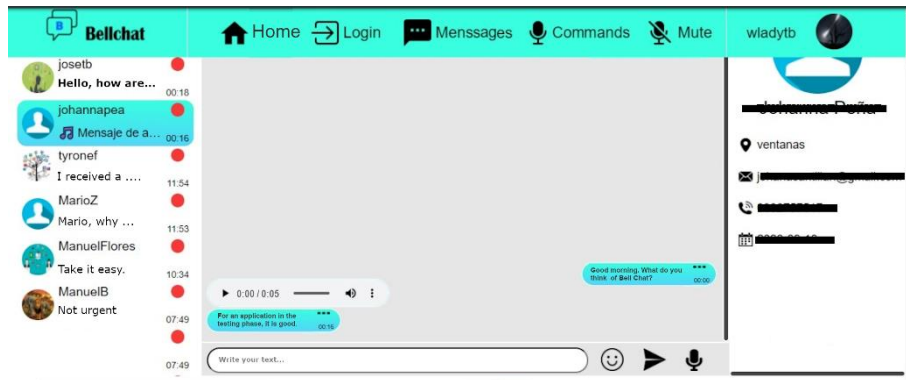 B
Bellchat
Home
Login
Menssages
Commands
Mute
wladytb
josetb
Hello, how are...
00:18
johannapea
Mensaje de a...
00:16
tyronef
I received a ....
11:54
MarioZ
Mario, why ...
11:53
ManuelFlores
Take it easy.
10:34
ManuelB
Not urgent
07:49
07:49
Good morning. What do you
think of Bell Chat?
00:00
0:00 / 0:05
For an application in the
testing phase, it is good.
00:16
Write your text...
ventanas